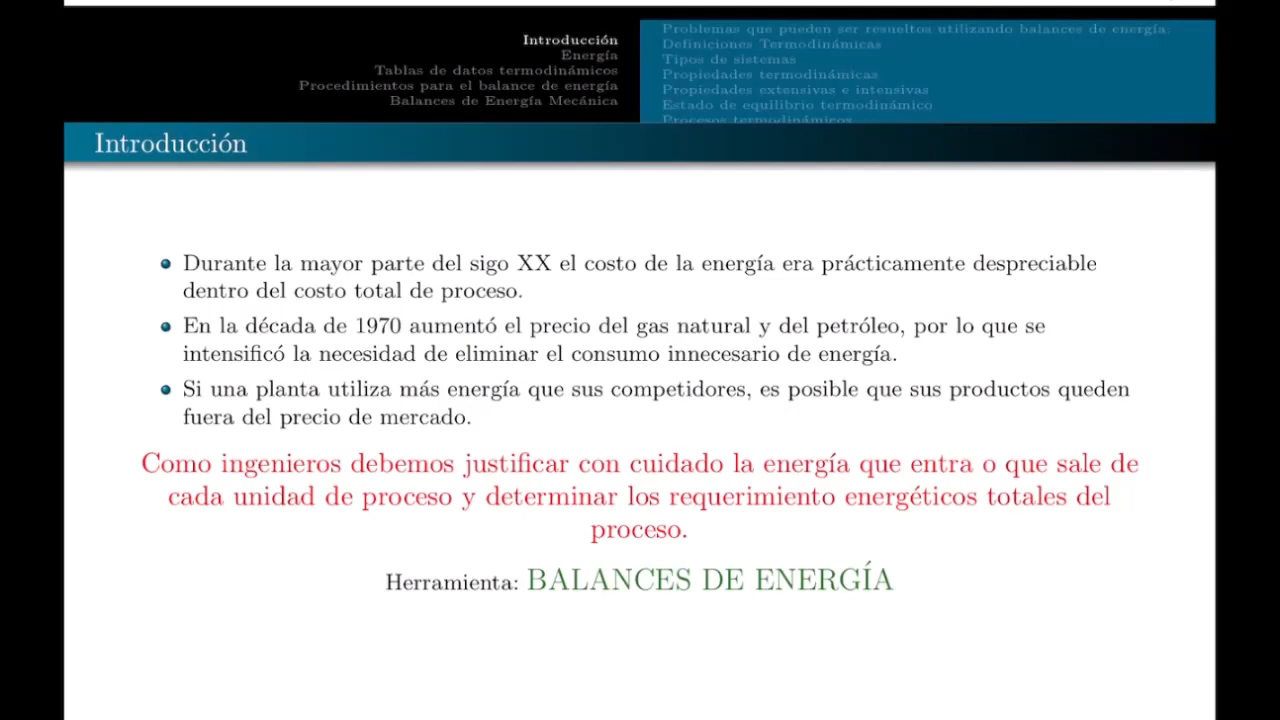 Introducción
Energía
Tablas de datos termodinámicos
Procedimientos para el balance de energía
Balances de Energía Mecánica
Problemas que pueden ser resueltos utilizando balances de energía:
Definiciones Termodinámicas
Tipos de sistemas
Propiedades termodinámicas
Propiedades extensivas e intensivas
Estado de equilibrio termodinámico
Procesos termodinámicos
Introducción
Durante la mayor parte del sigo XX el costo de la energía era prácticamente despreciable
dentro del costo total de proceso.
En la década de 1970 aumentó el precio del gas natural y del petróleo, por lo que se
intensificó la necesidad de eliminar el consumo innecesario de energía.
Si una planta utiliza más energía que sus competidores, es posible que sus productos queden
fuera del precio de mercado.
Como ingenieros debemos justificar con cuidado la energía que entra o que sale de
cada unidad de proceso y determinar los requerimiento energéticos totales del
proceso.
Herramienta: BALANCES DE ENERGÍA